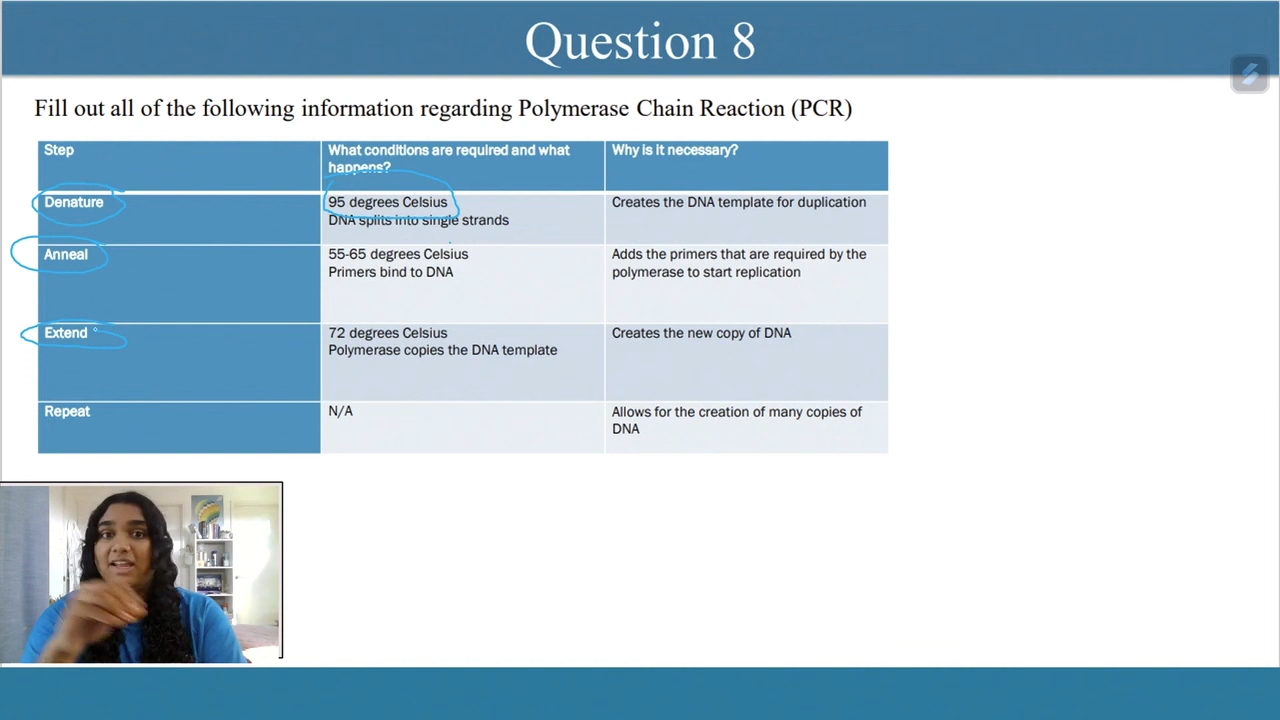 Question 8
Fill out all of the following information regarding Polymerase Chain Reaction (PCR)
Step
What conditions are required and what
happens?
Why is it necessary?
Denature
95 degrees Celsius
DNA splits into single strands
Creates the DNA template for duplication
Anneal
55-65 degrees Celsius
Primers bind to DNA
Adds the primers that are required by the
polymerase to start replication
Extend
72 degrees Celsius
Polymerase copies the DNA template
Creates the new copy of DNA
Repeat
N/A
Allows for the creation of many copies of
DNA